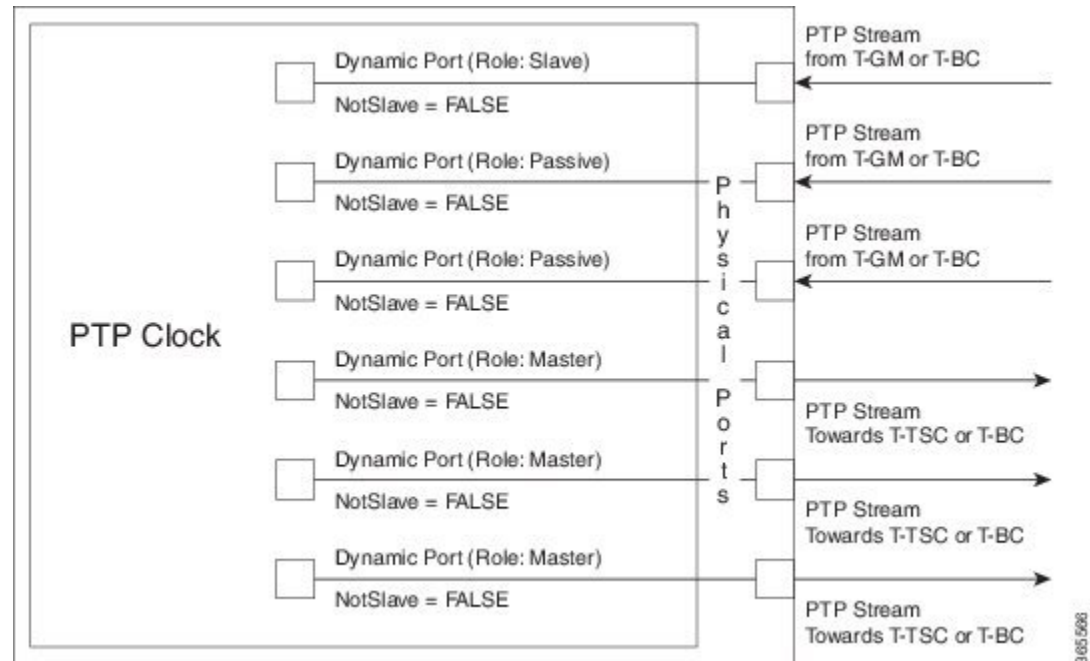 PTP Stream
from T-GM or T-BC
Dynamic Port (Role: Slave)
NotSlave = FALSE
PTP Stream
from T-GM or T-BC
Dynamic Port (Role: Passive)
NotSlave = FALSE
PTP Stream
from T-GM or T-BC
Dynamic Port (Role: Passive)
NotSlave = FALSE
PTP Clock
Physical Ports
Dynamic Port (Role: Master)
NotSlave = FALSE
PTP Stream
Towards T-TSC or T-BC
Dynamic Port (Role: Master)
NotSlave = FALSE
PTP Stream
Towards T-TSC or T-BC
Dynamic Port (Role: Master)
NotSlave = FALSE
PTP Stream
Towards T-TSC or T-BC